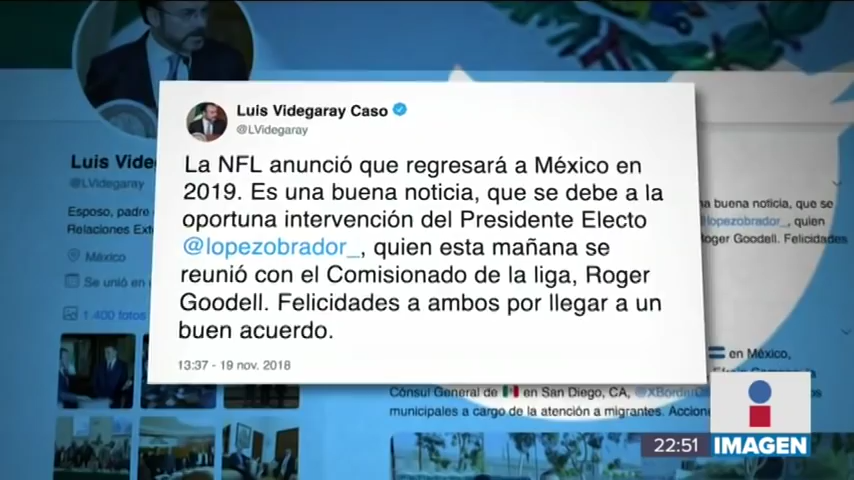 Luis Videgaray Caso
@LVidegaray
La NFL anunció que regresará a México en
2019. Es una buena noticia, que se debe a la
oportuna intervención del Presidente Electo
@lopezobrador_, quien esta mañana se
reunió con el Comisionado de la liga, Roger
Goodell. Felicidades a ambos por llegar a un
buen acuerdo.
13:37 - 19 nov. 2018
Luis Vide
@LVidegaray
Esposo, padre
Relaciones Exte
México
Se unió en
1.400 fotos
na buena noticia, que se
lopezobrador_, quien
Roger Goodell. Felicidades
en México,
Cónsul General de en San Diego, CA, @XBorder
municipales a cargo de la atención a migrantes. Accione
22:51
IMAGEN